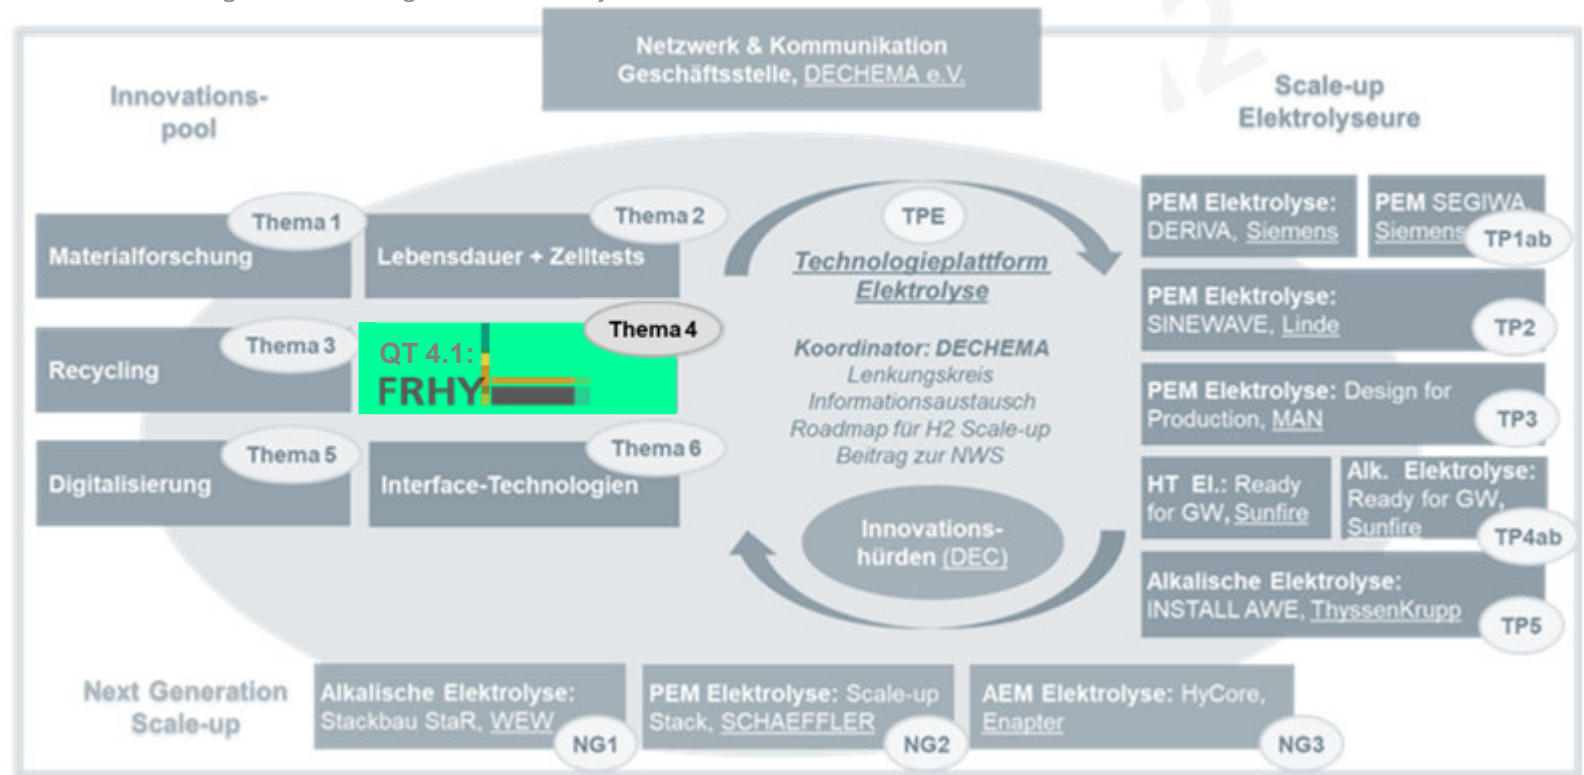 Netzwerk & Kommunikation
Geschäftsstelle, DECHEMA e.V.
Innovations-
pool
Scale-up
Elektrolyseure
Thema 1
Materialforschung
Thema 2
Lebensdauer + Zelltests
Thema 3
Recycling
Thema 4
QT 4.1:
FRHY
Thema 5
Digitalisierung
Thema 6
Interface-Technologien
TPE
Technologieplattform
Elektrolyse
Koordinator: DECHEMA
Lenkungskreis
Informationsaustausch
Roadmap für H2 Scale-up
Beitrag zur NWS
Innovations-
hürden (DEC)
PEM Elektrolyse:
DERIVA, Siemens
PEM SEGIWA,
Siemens
TP1ab
PEM Elektrolyse:
SINEWAVE, Linde
TP2
PEM Elektrolyse: Design for
Production, MAN
TP3
HT El.: Ready
for GW, Sunfire
Alk. Elektrolyse:
Ready for GW,
Sunfire
TP4ab
Alkalische Elektrolyse:
INSTALL AWE, ThyssenKrupp
TP5
Next Generation
Scale-up
Alkalische Elektrolyse:
Stackbau StaR, WEW
NG1
PEM Elektrolyse: Scale-up
Stack, SCHAEFFLER
NG2
AEM Elektrolyse: HyCore,
Enapter
NG3